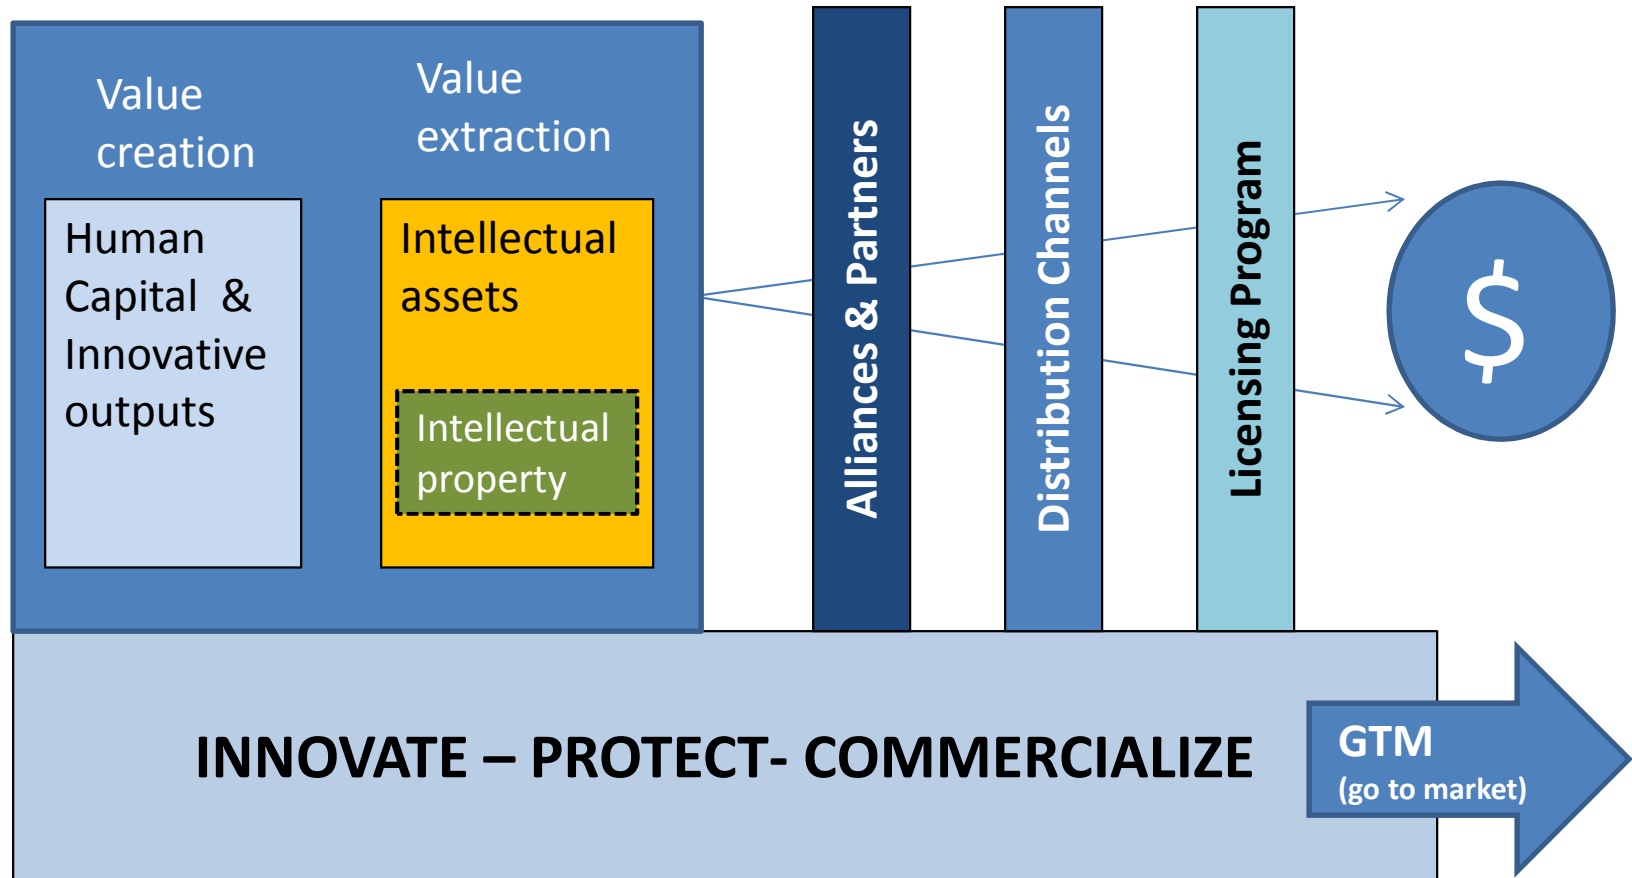 Value
creation
Value
extraction
Human
Capital &
Innovative
outputs
Intellectual
assets
Intellectual
property
Alliances & Partners
Distribution Channels
Licensing Program
$
INNOVATE – PROTECT- COMMERCIALIZE
GTM
(go to market)